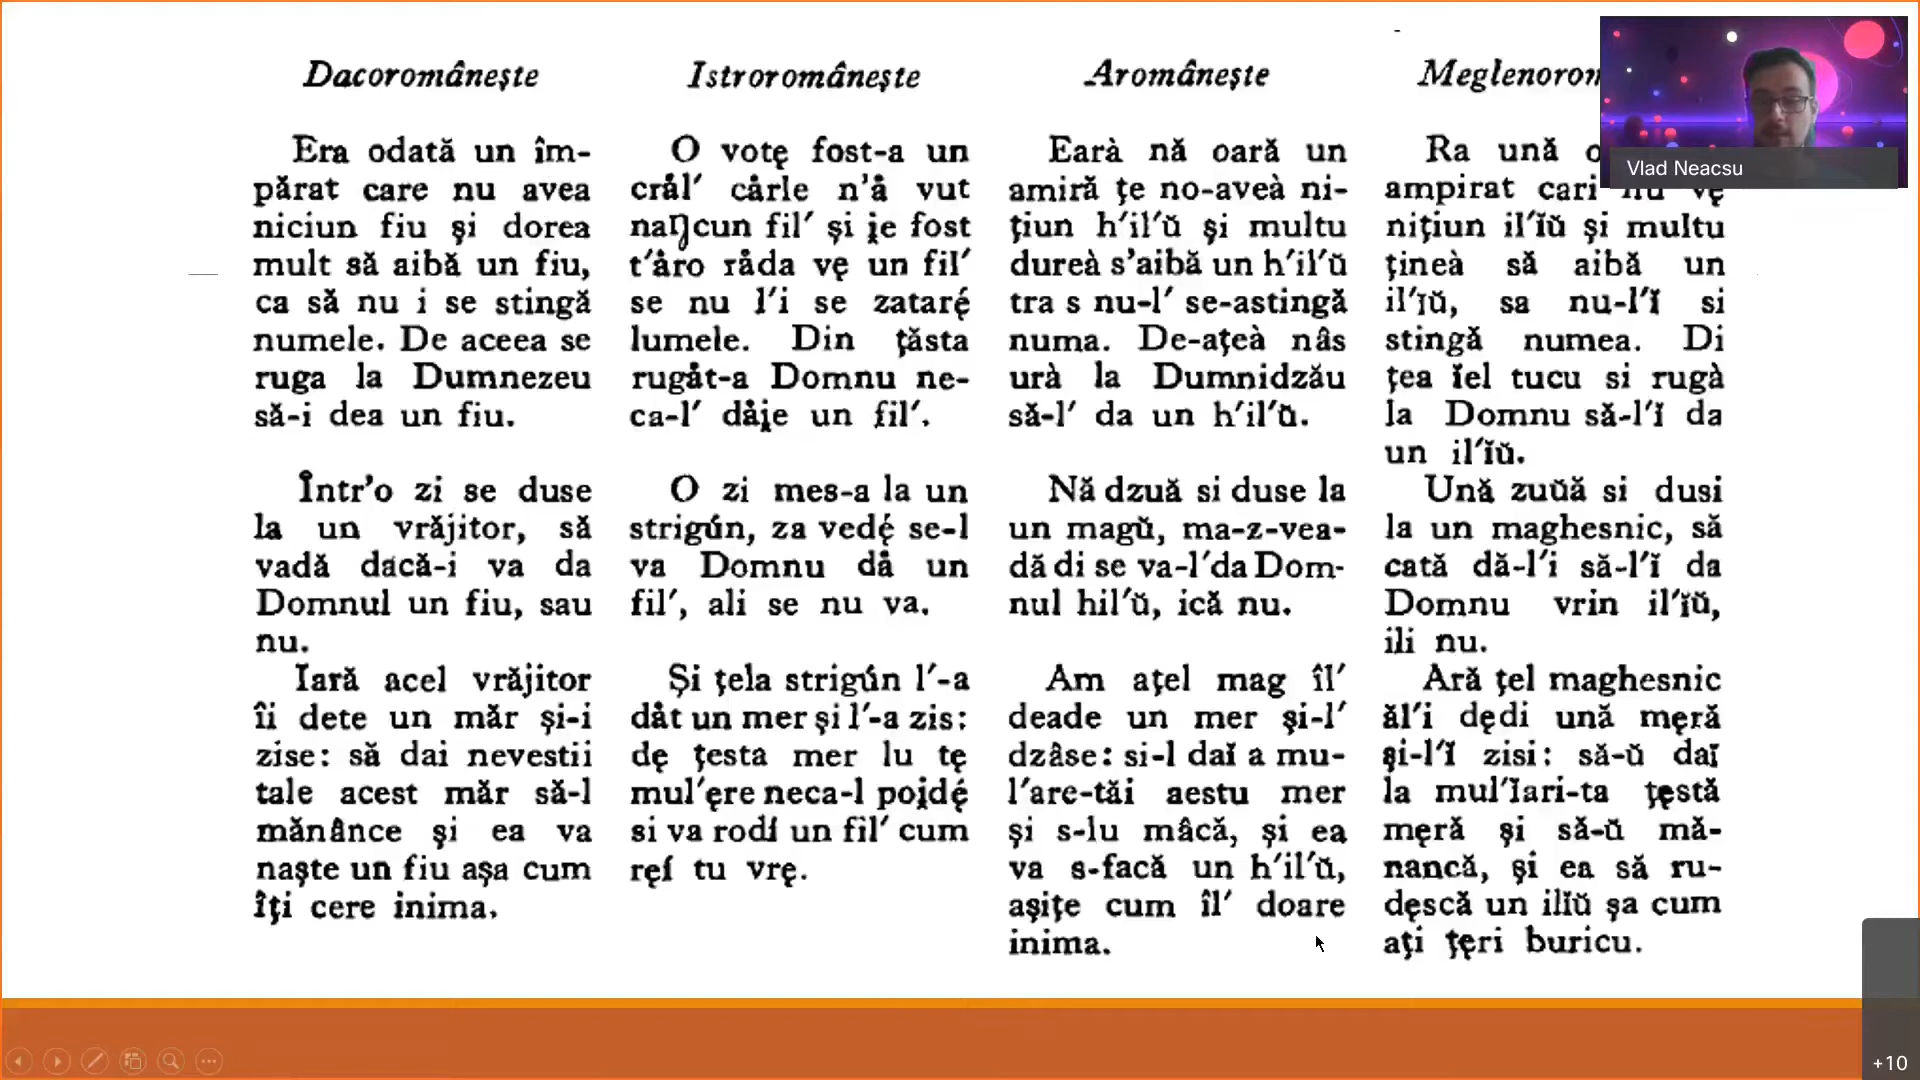 Dacoromânește
Era odată un îm-
părat care nu avea
niciun fiu și dorea
mult să aibă un fiu,
ca să nu i se stingă
numele. De aceea se
ruga la Dumnezeu
să-i dea un fiu.
Într'o zi se duse
la un vrăjitor, să
vadă dacă-i va da
Domnul un fiu, sau
nu.
Iară acel vrăjitor
îi dete un măr și-i
zise: să dai nevestii
tale acest măr să-l
mănânce și ea va
naște un fiu așa cum
îți cere inima.
Istroromânește
O votę fost-a un
crål′ cårle n'å vut
naŋcun fil′ și i̯e fost
t′åro råda vę un fil′
se nu l′i se zatarę́
lumele. Din țåsta
rugåt-a Domnu ne-
ca-l′ dåi̯e un fil′.
O zi mes-a la un
strigún, za vedę́ se-l
va Domnu då un
fil′, ali se nu va.
Și țela strigún l′-a
dåt un mer și l′-a zis:
dę țesta mer lu tę
mul′ęre neca-l poi̯dę́
si va rodí un fil′ cum
ręí tu vrę.
Aromânește
Earà nă oară un
amiră țe no-aveà ni-
țiun h′il′ŭ și multu
dureà s'aibă un h′il′ŭ
tra s nu-l′ se-astingă
numa. De-ațeà nâs
urà la Dumnidzău
să-l′ da un h′il′ŭ.
Nă dzuă si duse la
un magŭ, ma-z-vea-
dă di se va-l′da Dom-
nul hil′ŭ, ică nu.
Am ațel mag îl′
deade un mer și-l′
dzâse: si-l daĭ a mu-
l′are-tăi aestu mer
și s-lu mâcă, și ea
va s-facă un h′il′ŭ,
așițe cum îl′ doare
inima.
Ra ună
ampirat cari nu vę
nițiun il′ĭŭ și multu
țineà să aibă un
il′ĭŭ, sa nu-l′ĭ si
stingă numea. Di
țea ĭel tucu si rugà
la Domnu să-l′ĭ da
un il′ĭŭ.
Ună zuŭă si dusi
la un maghesnic, să
cată dă-l′i să-l′ĭ da
Domnu vrin il′ĭŭ,
ili nu.
Ară țel maghesnic
ăl′i dędi ună męră
și-l′ĭ zisi: să-ŭ daĭ
la mul′ĭari-ta țęstă
męră și să-ŭ mă-
nancă, și ea să ru-
dęscă un iliŭ șa cum
ați țęri buricu.
Vlad Neacsu
+10